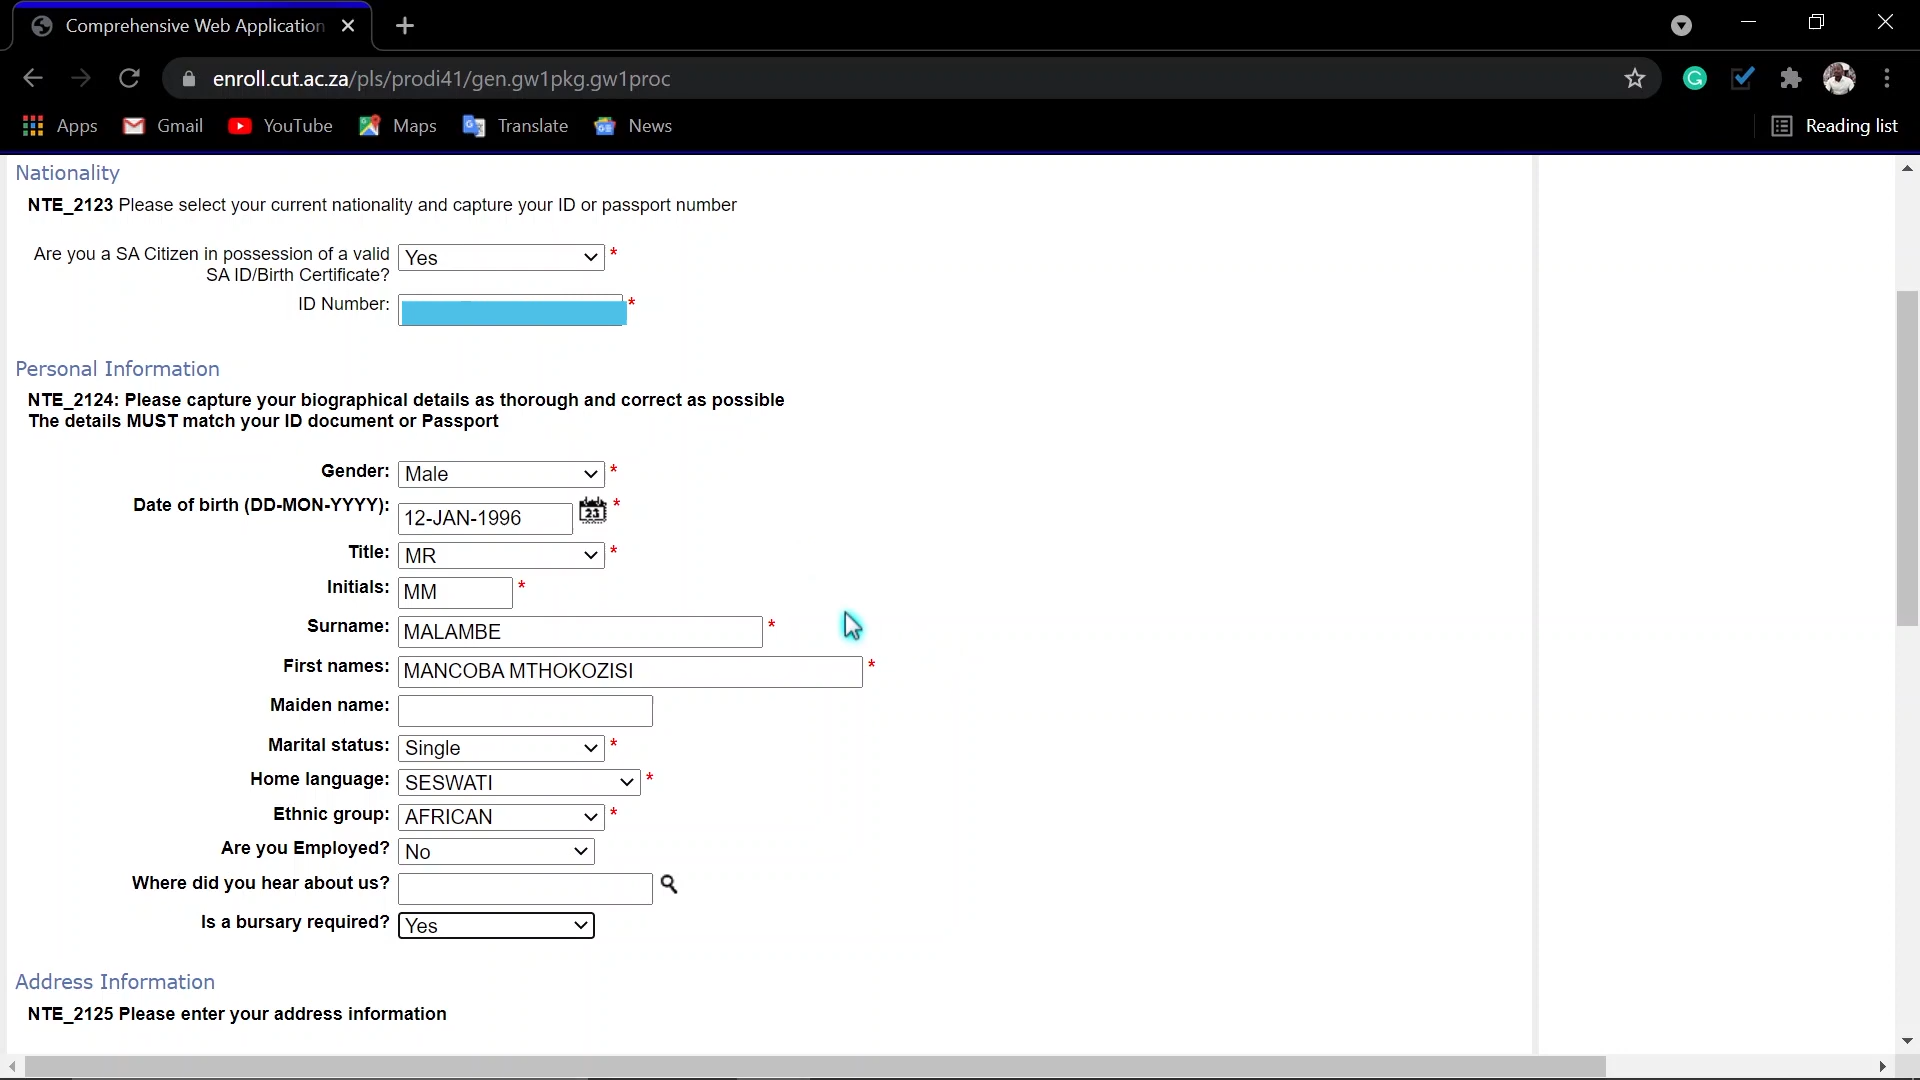 Comprehensive Web Application
enroll.cut.ac.za/pls/prodi41/gen.gw1pkg.gw1proc
Apps Gmail YouTube Maps Translate News Reading list
Nationality
NTE_2123 Please select your current nationality and capture your ID or passport number
Are you a SA Citizen in possession of a valid Yes *
SA ID/Birth Certificate?
ID Number: *
Personal Information
NTE_2124: Please capture your biographical details as thorough and correct as possible
The details MUST match your ID document or Passport
Gender: Male *
Date of birth (DD-MON-YYYY): 12-JAN-1996 23 *
Title: MR *
Initials: MM *
Surname: MALAMBE *
First names: MANCOBA MTHOKOZISI *
Maiden name:
Marital status: Single *
Home language: SESWATI *
Ethnic group: AFRICAN *
Are you Employed? No
Where did you hear about us?
Is a bursary required? Yes
Address Information
NTE_2125 Please enter your address information